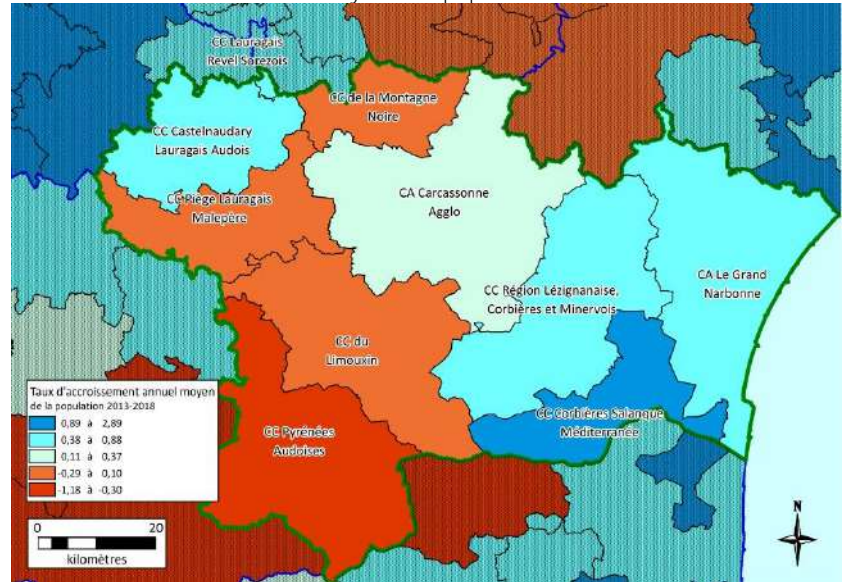 CC Lauragais
Revel Sorezois
CC de la Montagne
Noire
CC Castelnaudary
Lauragais Audois
CA Carcassonne
Agglo
CC Piège Lauragais
Malepère
CA Le Grand
Narbonne
CC Région Lézignanaise,
Corbières et Minervois
CC du
Limouxin
CC Corbières Salanque
Méditerranée
CC Pyrénées
Audoises
Taux d'accroissement annuel moyen
de la population 2013-2018
0,89 à 2,89
0,38 à 0,88
0,11 à 0,37
-0,29 à 0,10
-1,18 à -0,30
0 20
kilomètres
N